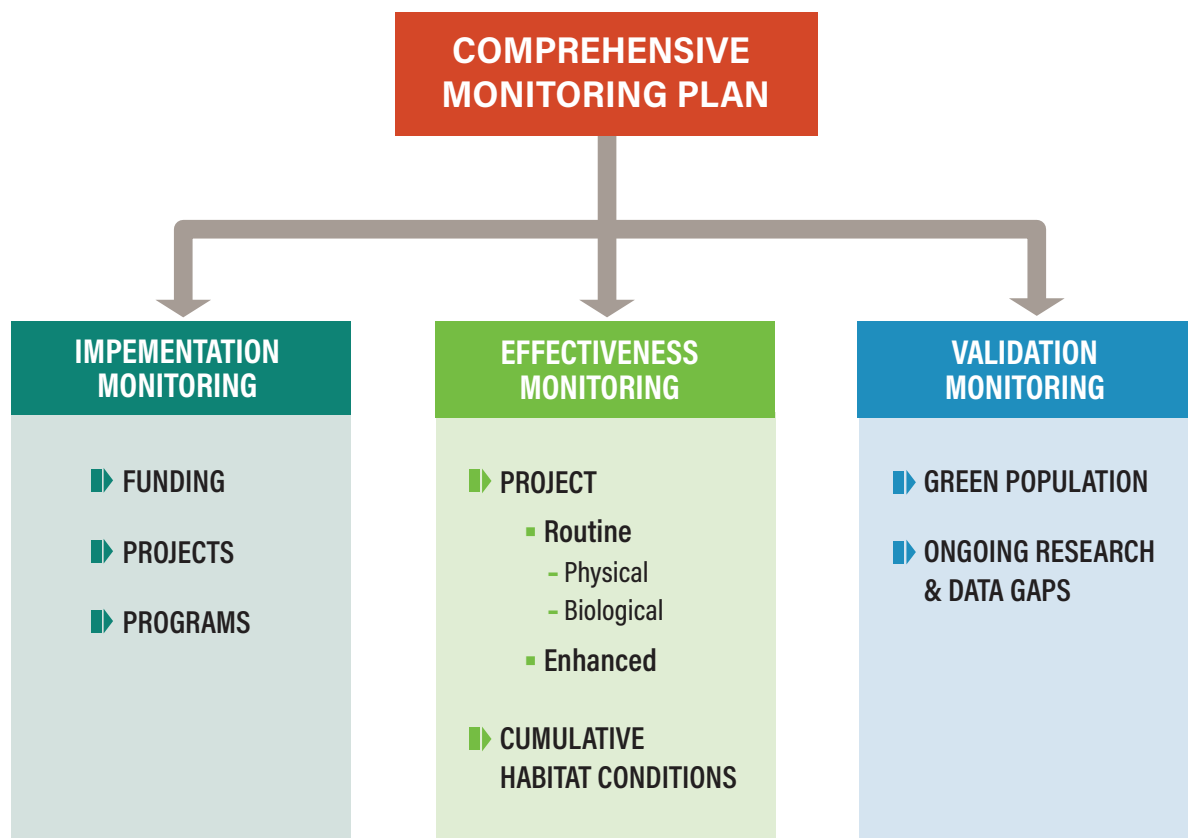 COMPREHENSIVE
MONITORING PLAN
IMPEMENTATION
MONITORING
FUNDING
PROJECTS
PROGRAMS
EFFECTIVENESS
MONITORING
PROJECT
Routine
– Physical
– Biological
Enhanced
CUMULATIVE
HABITAT CONDITIONS
VALIDATION
MONITORING
GREEN POPULATION
ONGOING RESEARCH
& DATA GAPS